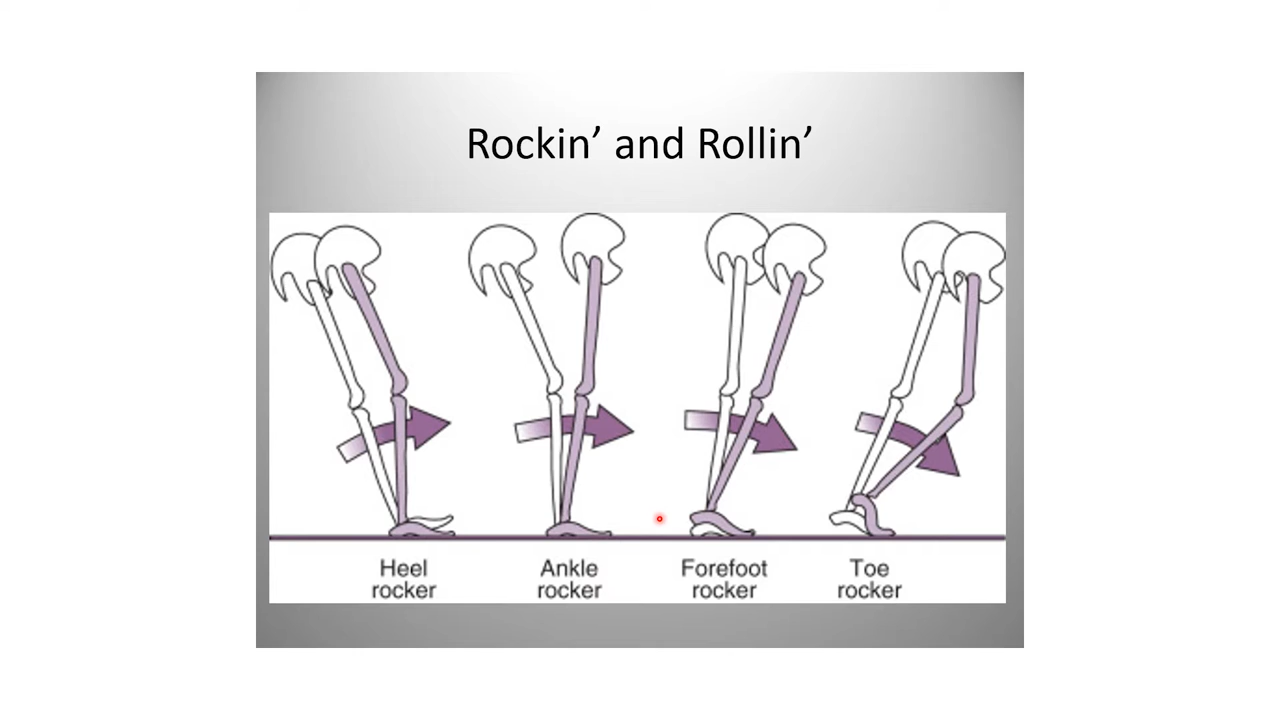 Rockin’ and Rollin’
Heel rocker
Ankle rocker
Forefoot rocker
Toe rocker